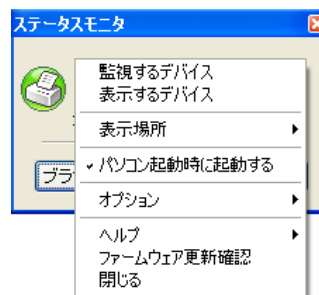 ステータスモニタ
監視するデバイス
表示するデバイス
表示場所
パソコン起動時に起動する
ブラ
オプション
ヘルプ
ファームウェア更新確認
閉じる